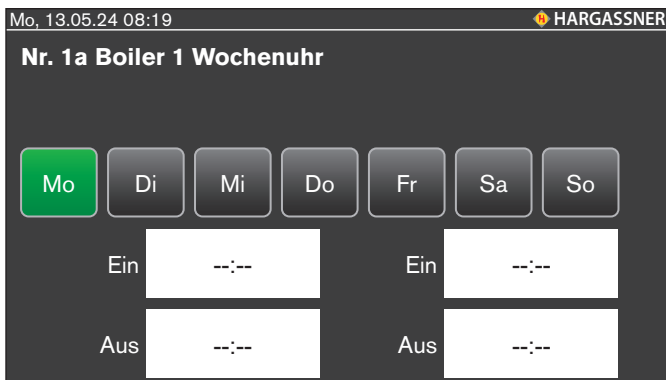 Mo, 13.05.24 08:19 HARGASSNER
Nr. 1a Boiler 1 Wochenuhr
Mo Di Mi Do Fr Sa So
Ein --:-- Ein --:--
Aus --:-- Aus --:--